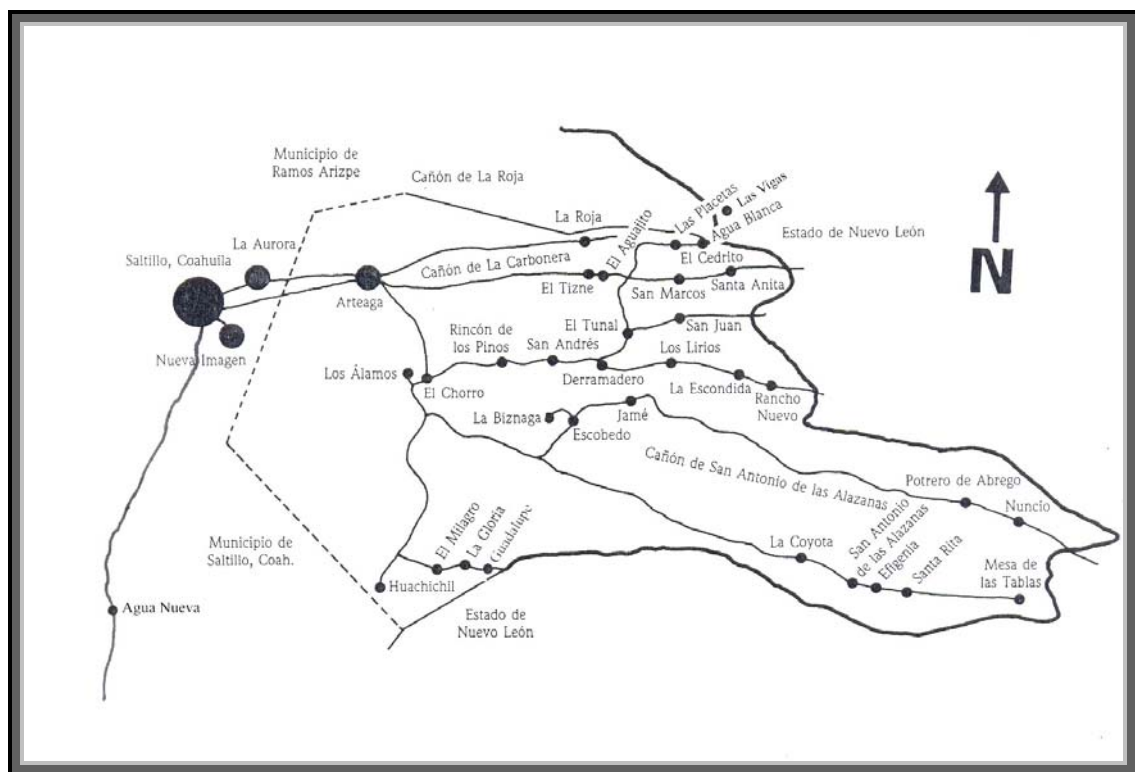 Municipio de
Ramos Arizpe
Cañón de La Roja
Las Placetas
Las Vigas
Agua Blanca
La Roja
El Aguajito
Estado de Nuevo León
La Aurora
Saltillo, Coahuila
Cañón de La Carbonera
El Cedrito
El Tizne
San Marcos
Santa Anita
Arteaga
N
Nueva Imagen
Rincón de
los Pinos
San Andrés
El Tunal
San Juan
Los Lirios
Los Álamos
El Chorro
Derramadero
La Escondida
Rancho
Nuevo
La Biznaga
Jamé
Escobedo
Cañón de San Antonio de las Alazanas
Potrero de Abrego
Nuncio
Municipio de
Saltillo, Coah.
El Milagro
La Gloria
Guadalupe
La Coyota
San Antonio
de las Alazanas
Efigenia
Santa Rita
Mesa de
las Tablas
Huachichil
Agua Nueva
Estado de
Nuevo León